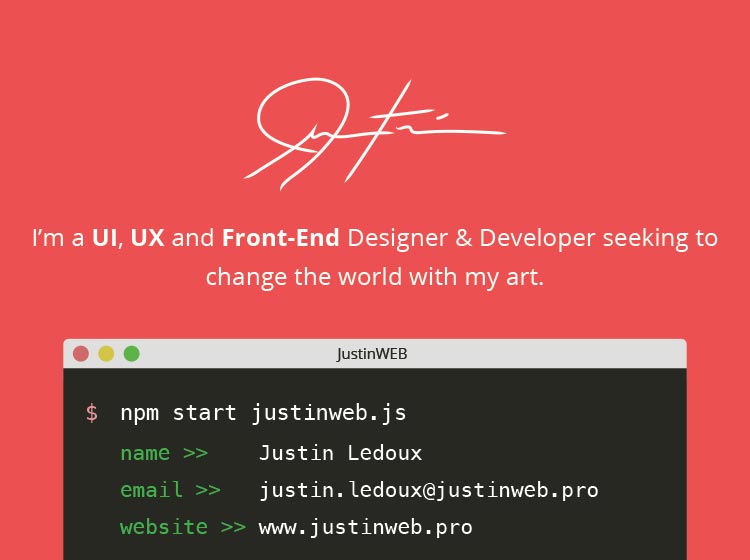 Justin
I’m a UI, UX and Front-End Designer & Developer seeking to
change the world with my art.
JustinWEB
$ npm start justinweb.js
name >> Justin Ledoux
email >> justin.ledoux@justinweb.pro
website >> www.justinweb.pro